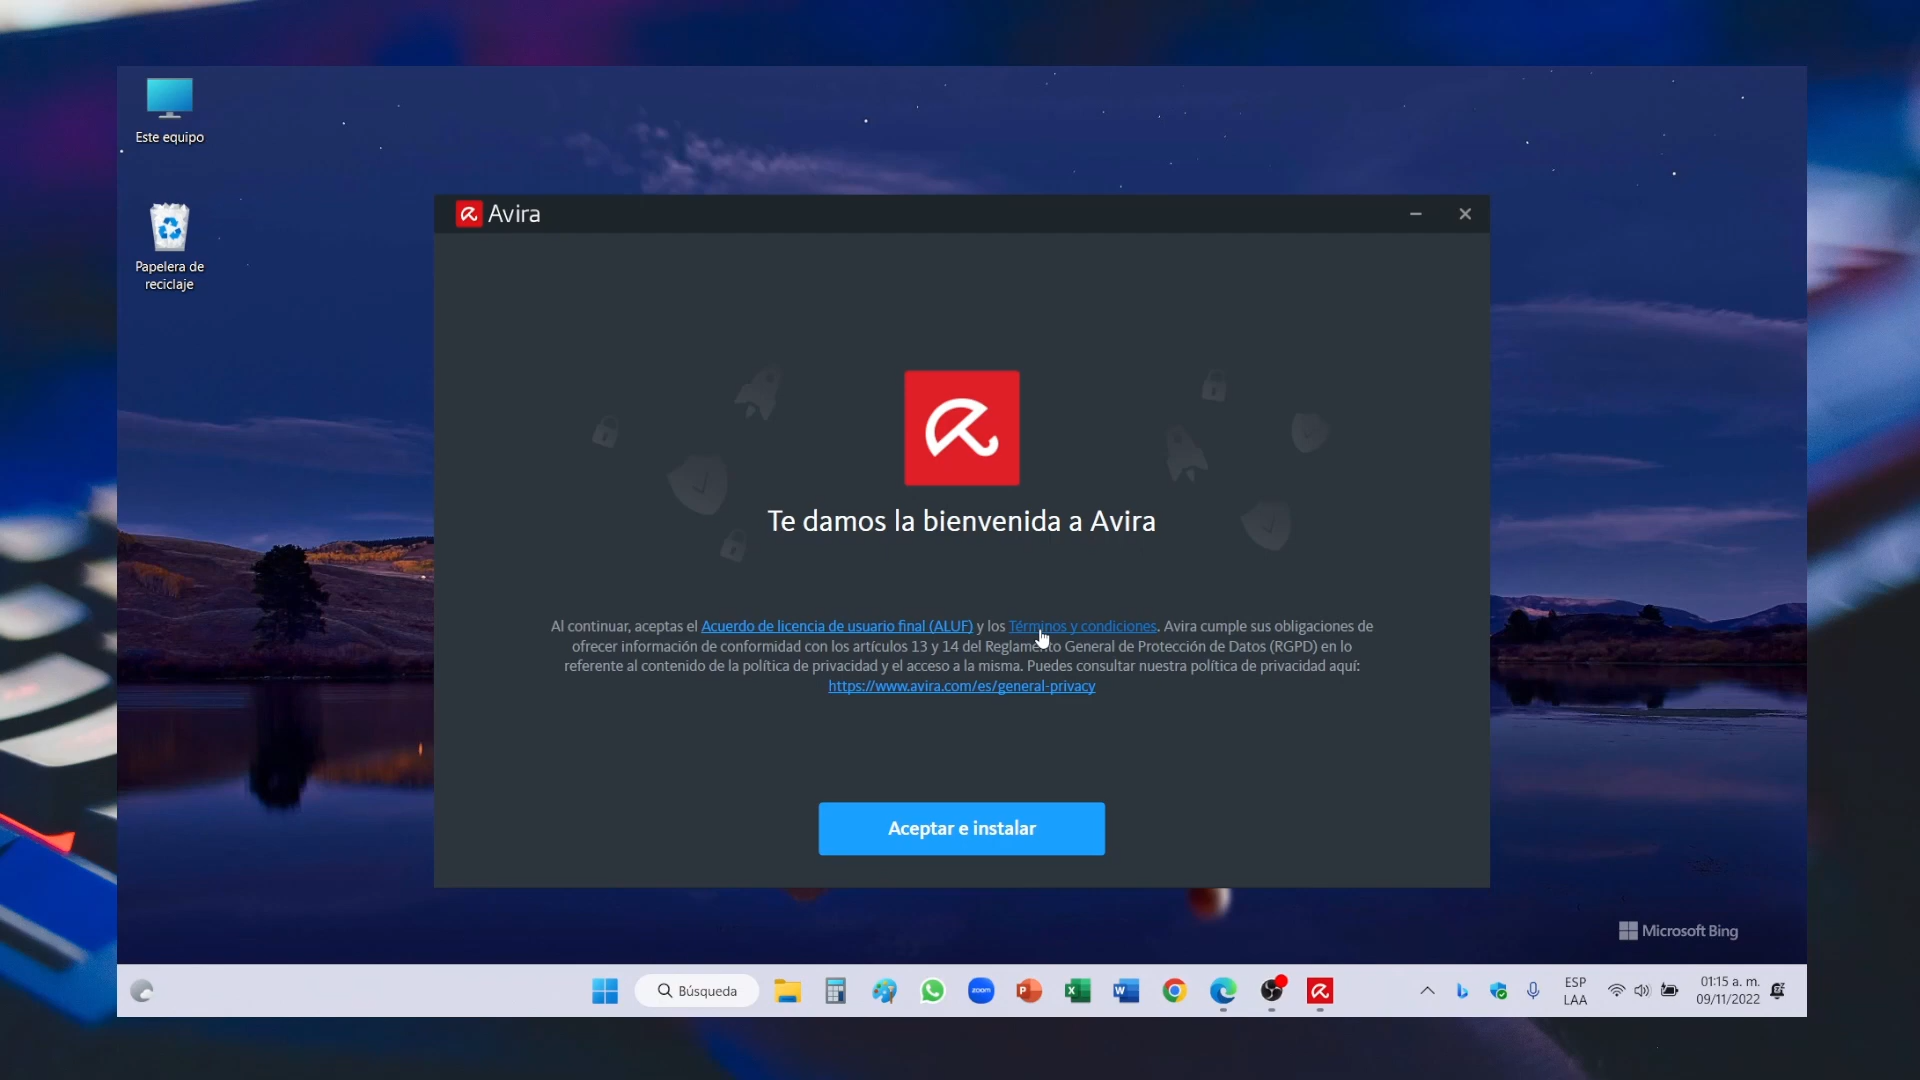 Este equipo
Papelera de
reciclaje
Avira
Te damos la bienvenida a Avira
Al continuar, aceptas el Acuerdo de licencia de usuario final (ALUF) y los Términos y condiciones. Avira cumple sus obligaciones de
ofrecer información de conformidad con los artículos 13 y 14 del Reglamento General de Protección de Datos (RGPD) en lo
referente al contenido de la política de privacidad y el acceso a la misma. Puedes consultar nuestra política de privacidad aquí:
https://www.avira.com/es/general-privacy
Aceptar e instalar
Microsoft Bing
Búsqueda
zoom
ESP
LAA
01:15 a. m.
09/11/2022